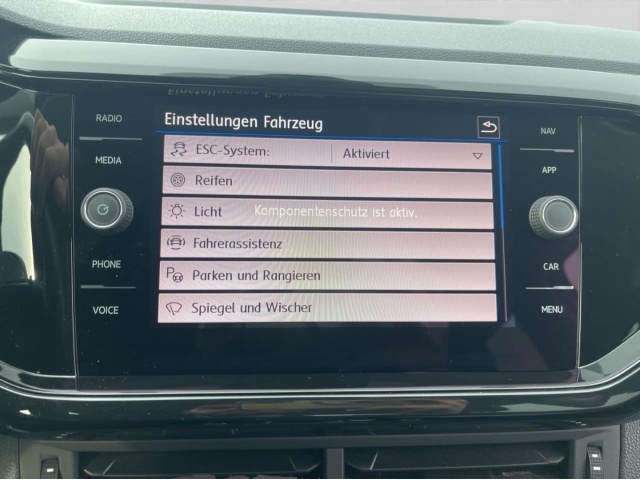 RADIO
MEDIA
PHONE
VOICE
Einstellungen Fahrzeug
ESC-System: Aktiviert
Reifen
Licht
Komponentenschutz ist aktiv.
Fahrerassistenz
Parken und Rangieren
Spiegel und Wischer
NAV
APP
CAR
MENU